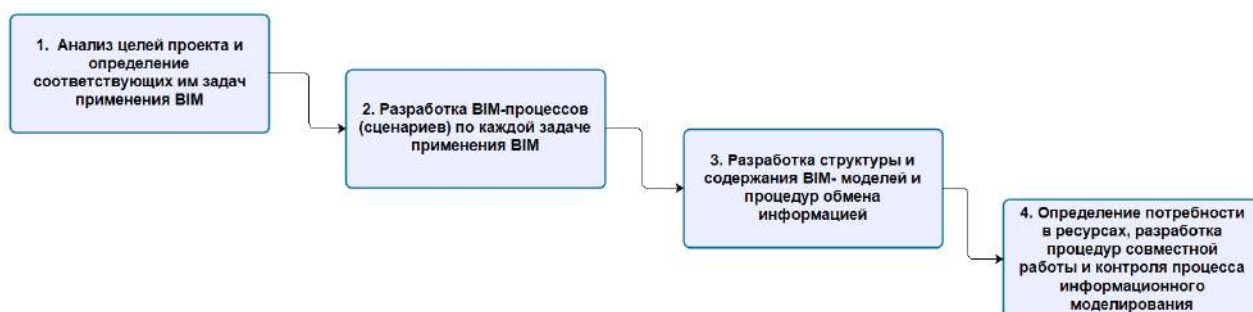 1. Анализ целей проекта и
определение
соответствующих им задач
применения BIM
2. Разработка BIM-процессов
(сценариев) по каждой задаче
применения BIM
3. Разработка структуры и
содержания BIM- моделей и
процедур обмена
информацией
4. Определение потребности
в ресурсах, разработка
процедур совместной
работы и контроля процесса
информационного
моделирования